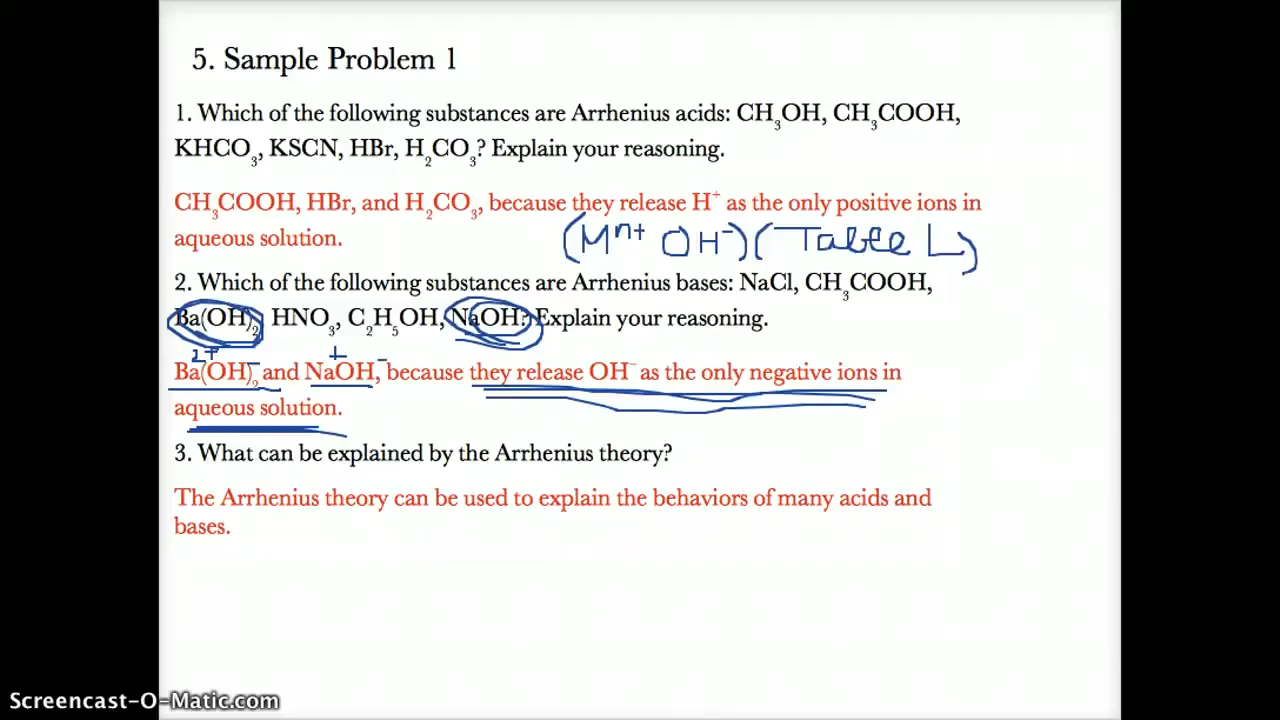 5. Sample Problem 1
1. Which of the following substances are Arrhenius acids: CH₃OH, CH₃COOH,
KHCO₃, KSCN, HBr, H₂CO₃? Explain your reasoning.
CH₃COOH, HBr, and H₂CO₃, because they release H⁺ as the only positive ions in
aqueous solution.
(Mⁿ⁺ OH⁻) (Table L)
2. Which of the following substances are Arrhenius bases: NaCl, CH₃COOH,
Ba(OH)₂, HNO₃, C₂H₅OH, NaOH? Explain your reasoning.
2+ − + −
Ba(OH)₂ and NaOH, because they release OH⁻ as the only negative ions in
aqueous solution.
3. What can be explained by the Arrhenius theory?
The Arrhenius theory can be used to explain the behaviors of many acids and
bases.
Screencast-O-Matic.com